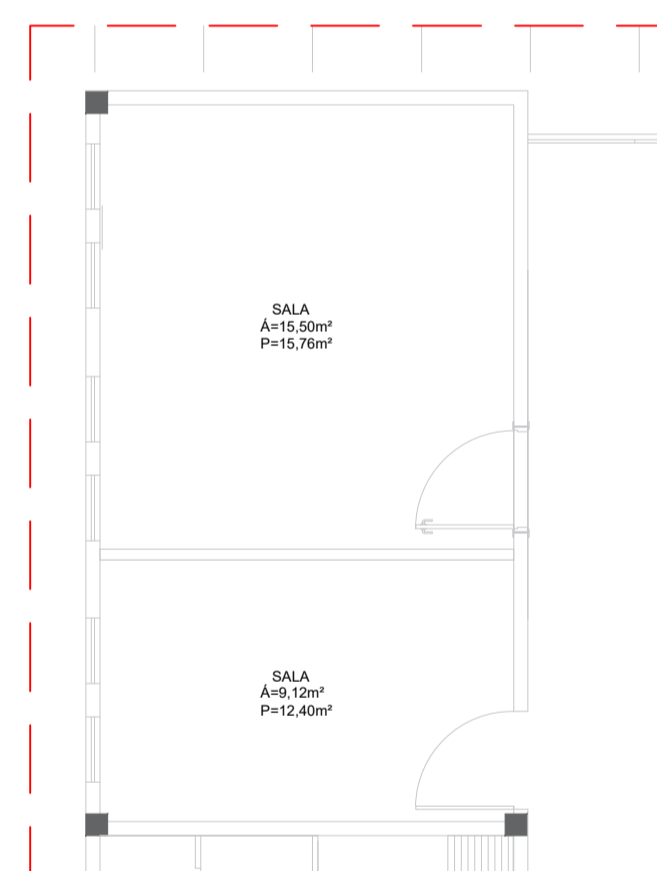 SALA
Á=15,50m²
P=15,76m²
SALA
Á=9,12m²
P=12,40m²